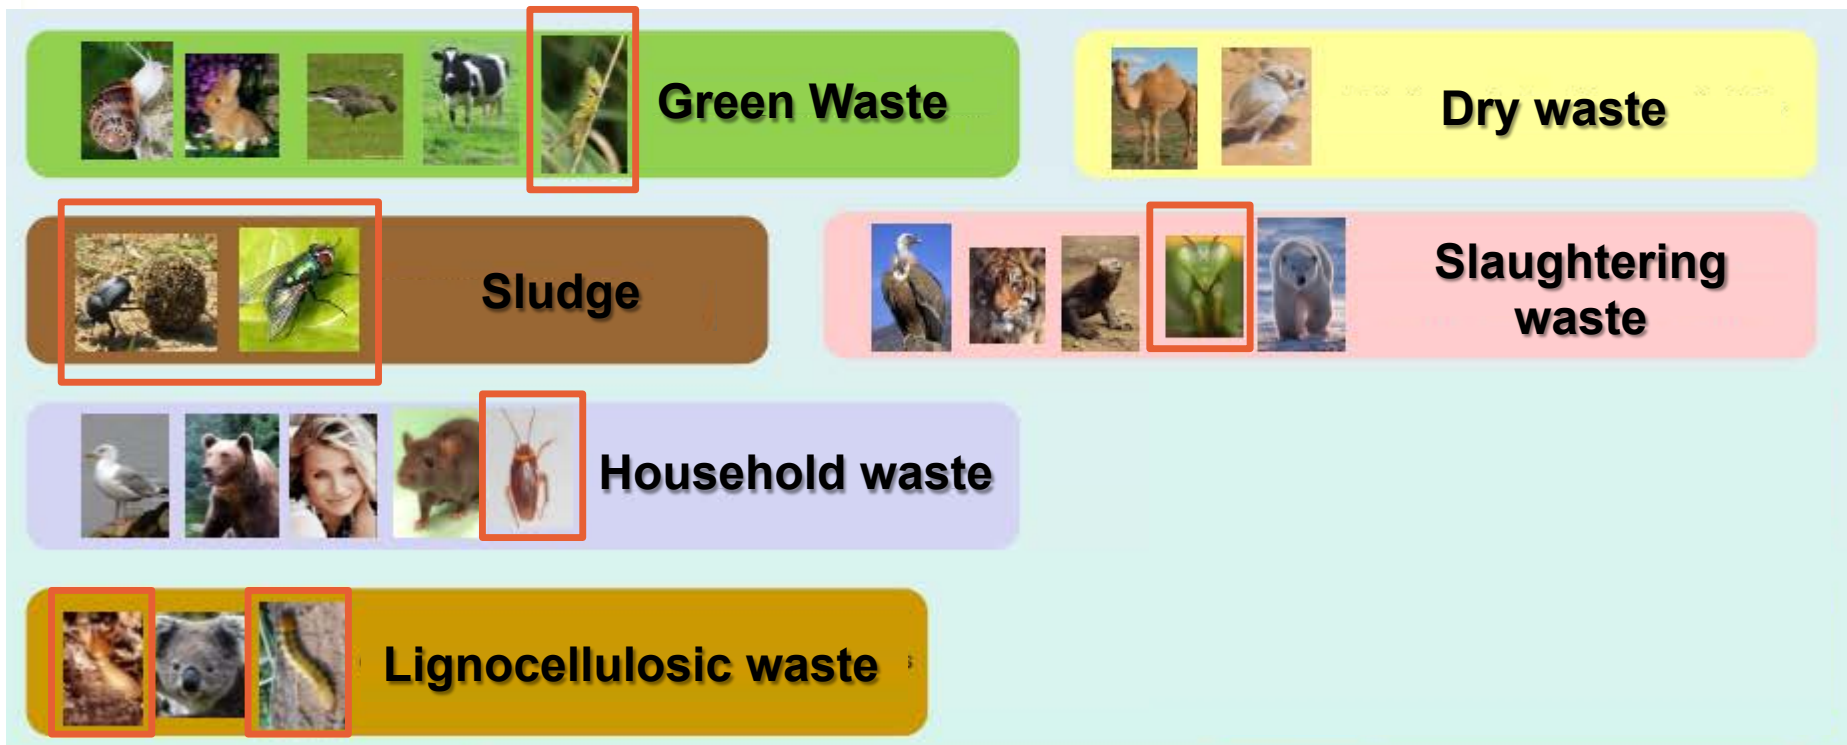 Green Waste
Dry waste
Sludge
Slaughtering
waste
Household waste
Lignocellulosic waste